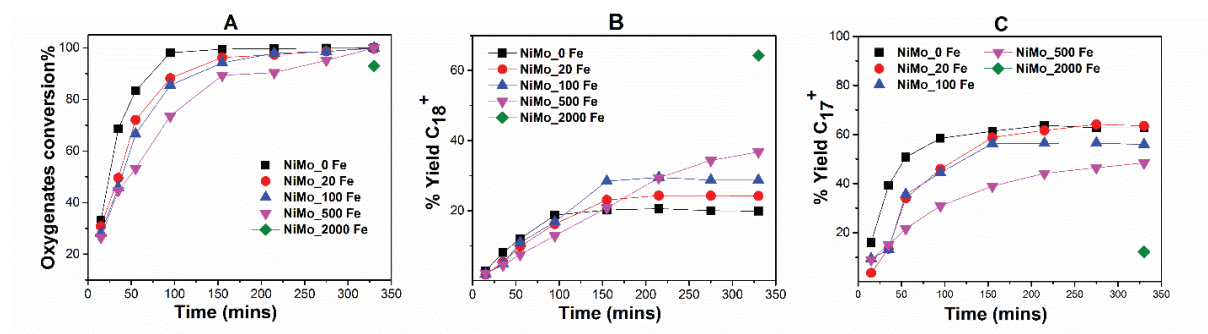 A
Oxygenates conversion%
100
80
60
40
20
NiMo_0 Fe
NiMo_20 Fe
NiMo_100 Fe
NiMo_500 Fe
NiMo_2000 Fe
0 50 100 150 200 250 300 350
Time (mins)
B
% Yield C18+
60
40
20
NiMo_0 Fe
NiMo_20 Fe
NiMo_100 Fe
NiMo_500 Fe
NiMo_2000 Fe
0 50 100 150 200 250 300 350
Time (mins)
C
% Yield C17+
100
80
60
40
20
NiMo_0 Fe NiMo_500 Fe
NiMo_20 Fe NiMo_2000 Fe
NiMo_100 Fe
0 50 100 150 200 250 300 350
Time (mins)